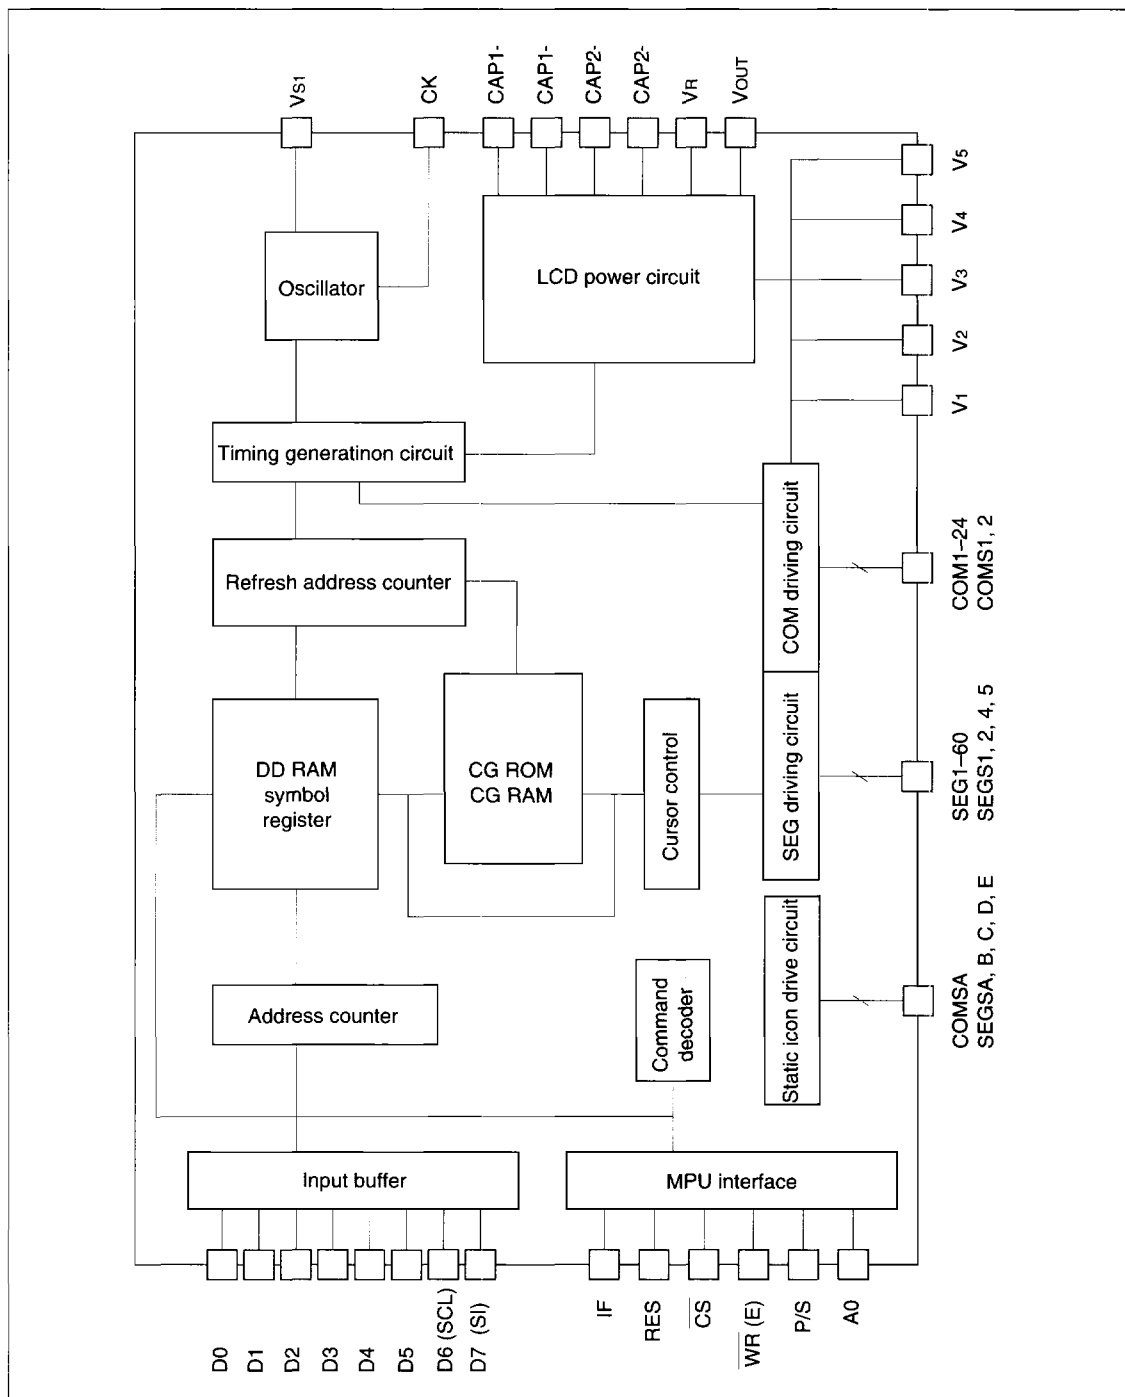 VS1
CK
CAP1-
CAP1-
CAP2-
CAP2-
VR
VOUT
V5
V4
V3
V2
V1
Oscillator
LCD power circuit
Timing generatinon circuit
Refresh address counter
COM driving circuit
COM1–24
COMS1, 2
DD RAM
symbol
register
CG ROM
CG RAM
Cursor control
SEG driving circuit
SEG1–60
SEGS1, 2, 4, 5
Address counter
Command
decoder
Static icon drive circuit
COMSA
SEGSA, B, C, D, E
Input buffer
MPU interface
D0
D1
D2
D3
D4
D5
D6 (SCL)
D7 (SI)
IF
RES
CS
WR (E)
P/S
A0